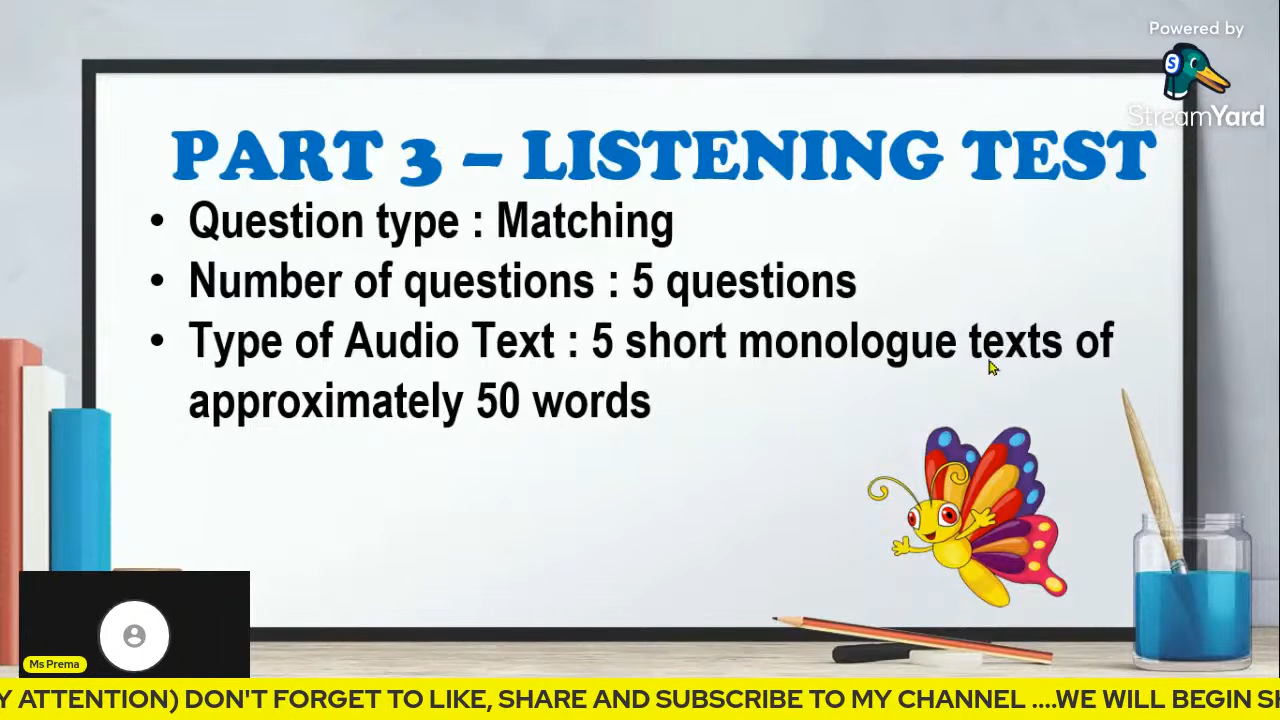 Powered by
S
StreamYard
PART 3 – LISTENING TEST
• Question type : Matching
• Number of questions : 5 questions
• Type of Audio Text : 5 short monologue texts of
approximately 50 words
Ms Prema
Y ATTENTION) DON'T FORGET TO LIKE, SHARE AND SUBSCRIBE TO MY CHANNEL ....WE WILL BEGIN